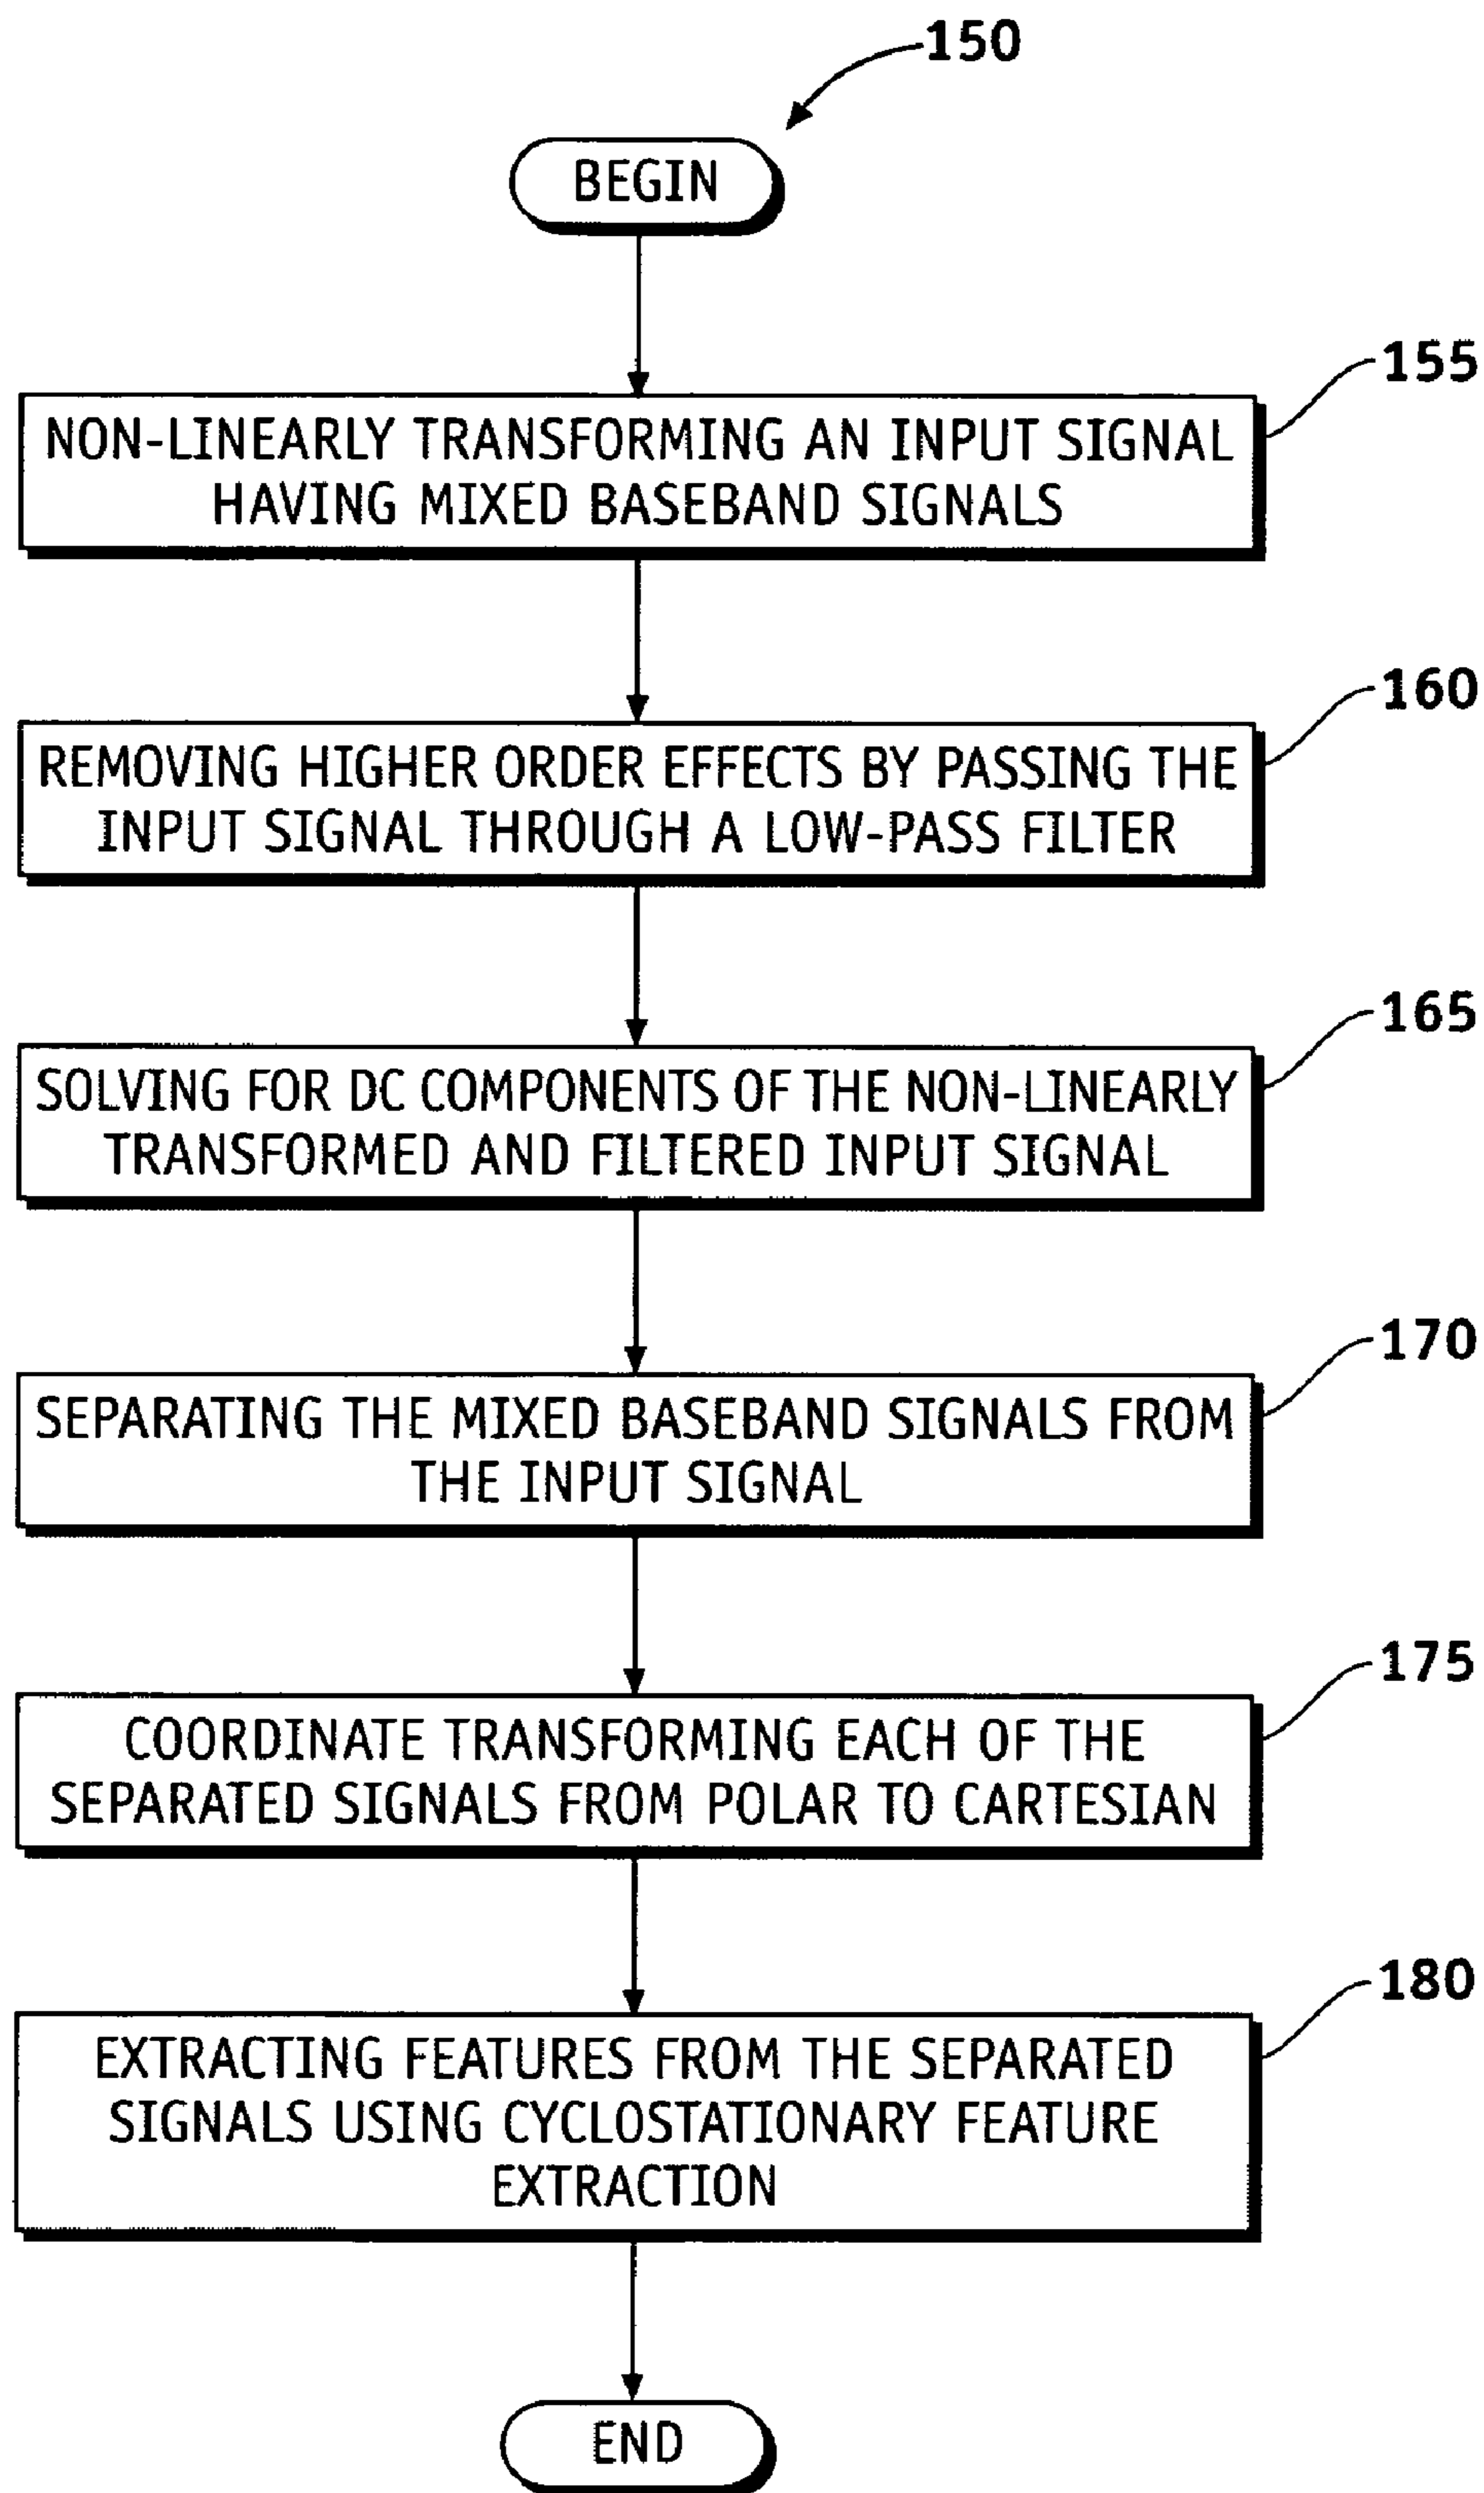 150
BEGIN
155
NON-LINEARLY TRANSFORMING AN INPUT SIGNAL
HAVING MIXED BASEBAND SIGNALS
160
REMOVING HIGHER ORDER EFFECTS BY PASSING THE
INPUT SIGNAL THROUGH A LOW-PASS FILTER
165
SOLVING FOR DC COMPONENTS OF THE NON-LINEARLY
TRANSFORMED AND FILTERED INPUT SIGNAL
170
SEPARATING THE MIXED BASEBAND SIGNALS FROM
THE INPUT SIGNAL
175
COORDINATE TRANSFORMING EACH OF THE
SEPARATED SIGNALS FROM POLAR TO CARTESIAN
180
EXTRACTING FEATURES FROM THE SEPARATED
SIGNALS USING CYCLOSTATIONARY FEATURE
EXTRACTION
END